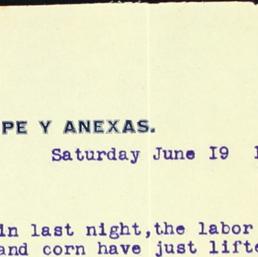 PE Y ANEXAS.
Saturday June I9
in last night,the labor
and corn have just lifte